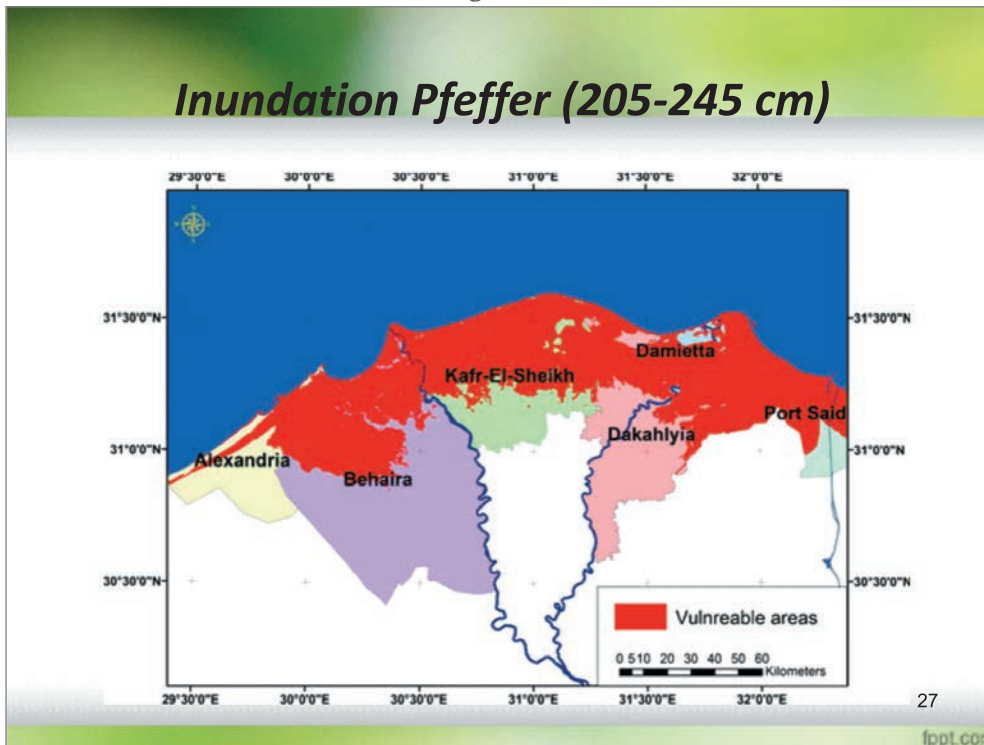 Inundation Pfeffer (205-245 cm)
29°30'0"E 30°0'0"E 30°30'0"E 31°0'0"E 31°30'0"E 32°0'0"E
31°30'0"N 31°30'0"N
Damietta
Kafr-El-Sheikh
Port Said
Dakahlyia
31°0'0"N 31°0'0"N
Alexandria
Behaira
30°30'0"N 30°30'0"N
Vulnreable areas
0 5 10 20 30 40 50 60
Kilometers
29°30'0"E 30°0'0"E 30°30'0"E 31°0'0"E 31°30'0"E 32°0'0"E
27